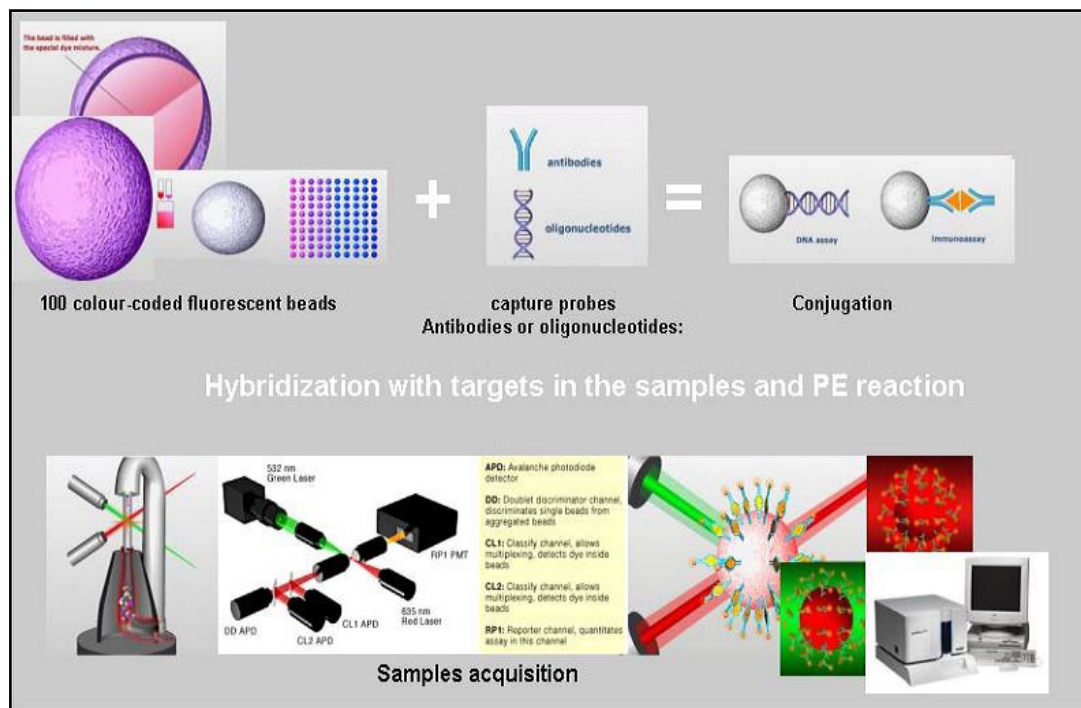 The bead is filled with
the special dye mixture.
antibodies
oligonucleotides
DNA assay
Immunoassay
100 colour-coded fluorescent beads
capture probes
Antibodies or oligonucleotides:
Conjugation
Hybridization with targets in the samples and PE reaction
532 nm
Green Laser
RP1 PMT
635 nm
Red Laser
CL1 APD
CL2 APD
DD APD
APD: Avalanche photodiode
detector
DD: Doublet discriminator channel,
discriminates single beads from
aggregated beads
CL1: Classify channel, allows
multiplexing, detects dye inside
beads
CL2: Classify channel, allows
multiplexing, detects dye inside
beads
RP1: Reporter channel, quantitates
assay in this channel
Samples acquisition